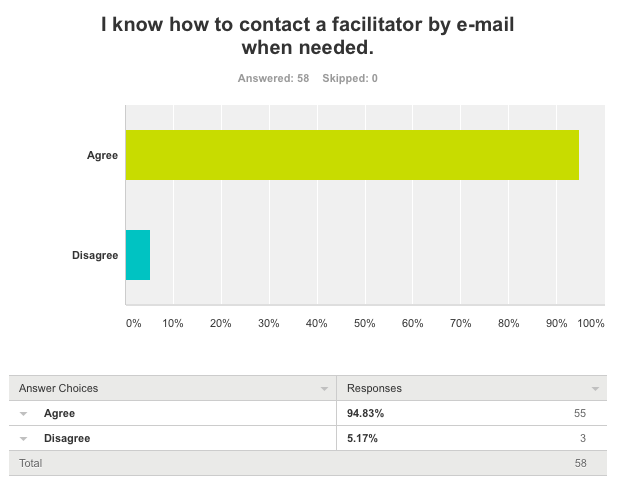 I know how to contact a facilitator by e-mail
when needed.
Answered: 58 Skipped: 0
Agree
Disagree
0% 10% 20% 30% 40% 50% 60% 70% 80% 90% 100%
Answer Choices Responses
Agree 94.83% 55
Disagree 5.17% 3
Total 58